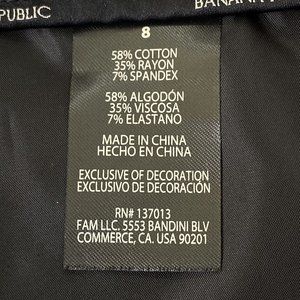 PUBLIC BANANA
8
58% COTTON
35% RAYON
7% SPANDEX
58% ALGODÓN
35% VISCOSA
7% ELASTANO
MADE IN CHINA
HECHO EN CHINA
EXCLUSIVE OF DECORATION
EXCLUSIVO DE DECORACIÓN
RN# 137013
FAM LLC. 5553 BANDINI BLV
COMMERCE, CA. USA 90201